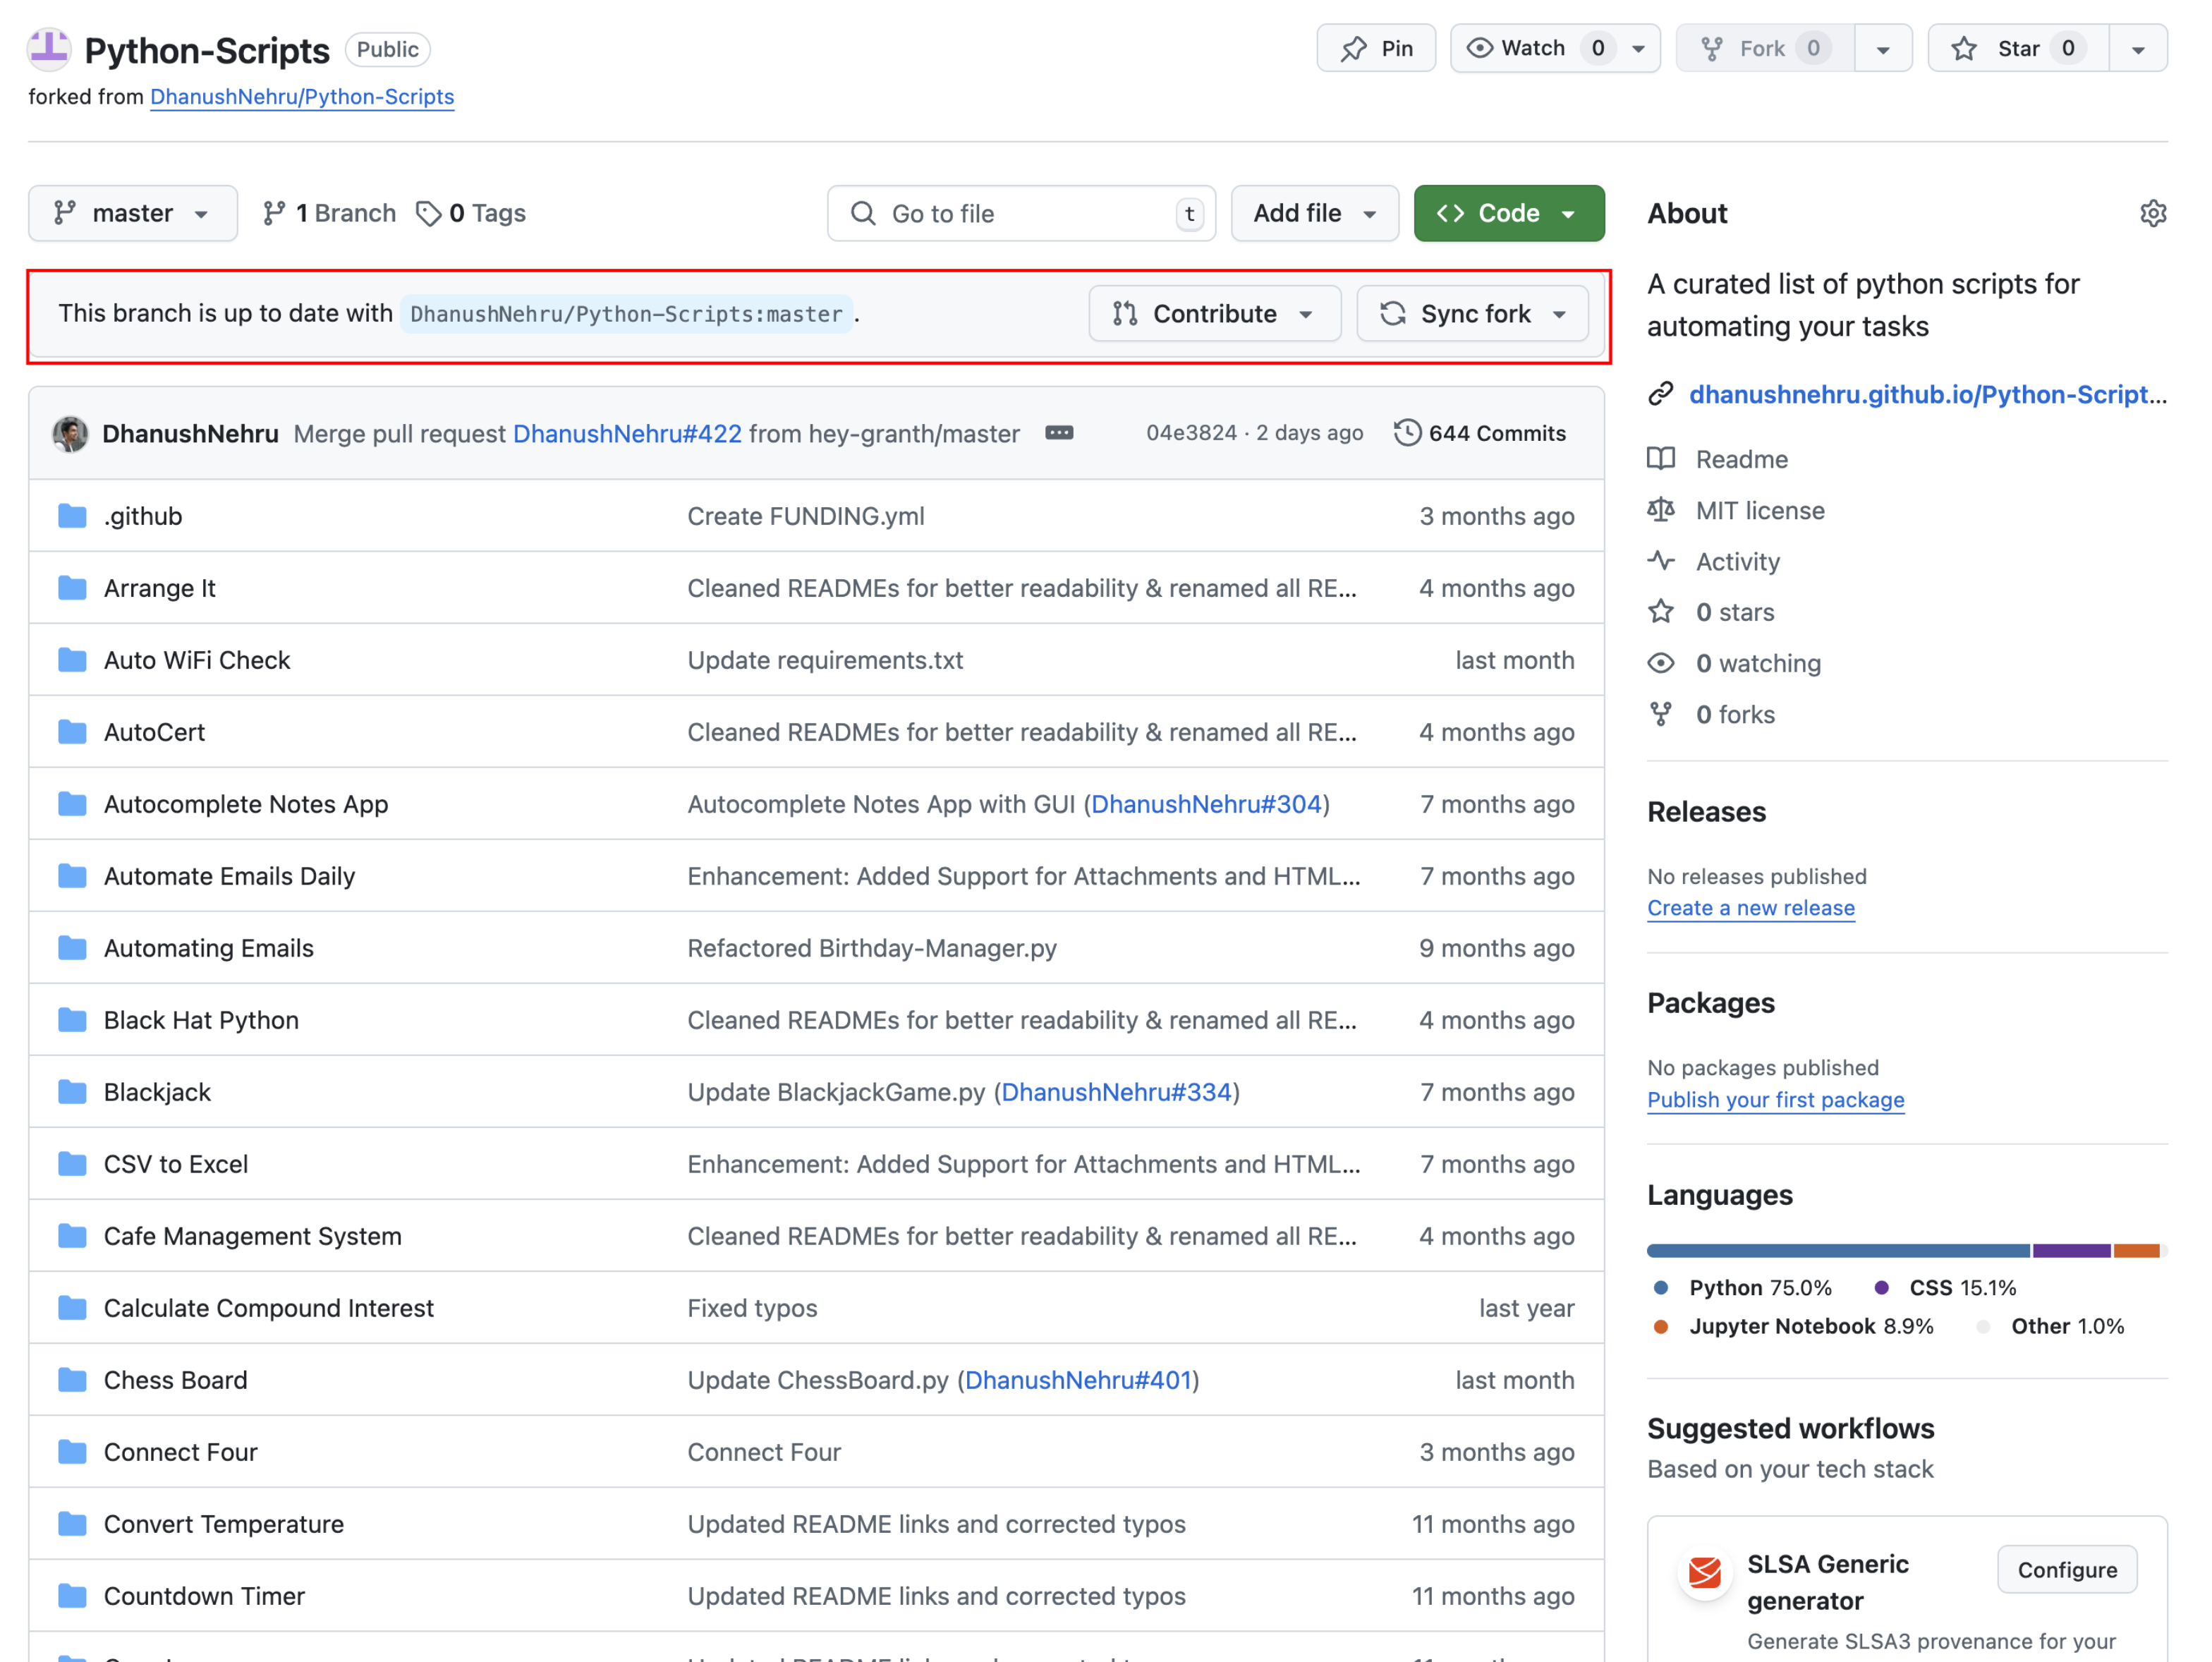 Python-Scripts Public Pin Watch 0 Fork 0 Star 0
forked from DhanushNehru/Python-Scripts
master 1 Branch 0 Tags Go to file t Add file Code
This branch is up to date with DhanushNehru/Python-Scripts:master . Contribute Sync fork
DhanushNehru Merge pull request DhanushNehru#422 from hey-granth/master 04e3824 · 2 days ago 644 Commits
.github Create FUNDING.yml 3 months ago
Arrange It Cleaned READMEs for better readability & renamed all RE... 4 months ago
Auto WiFi Check Update requirements.txt last month
AutoCert Cleaned READMEs for better readability & renamed all RE... 4 months ago
Autocomplete Notes App Autocomplete Notes App with GUI (DhanushNehru#304) 7 months ago
Automate Emails Daily Enhancement: Added Support for Attachments and HTML... 7 months ago
Automating Emails Refactored Birthday-Manager.py 9 months ago
Black Hat Python Cleaned READMEs for better readability & renamed all RE... 4 months ago
Blackjack Update BlackjackGame.py (DhanushNehru#334) 7 months ago
CSV to Excel Enhancement: Added Support for Attachments and HTML... 7 months ago
Cafe Management System Cleaned READMEs for better readability & renamed all RE... 4 months ago
Calculate Compound Interest Fixed typos last year
Chess Board Update ChessBoard.py (DhanushNehru#401) last month
Connect Four Connect Four 3 months ago
Convert Temperature Updated README links and corrected typos 11 months ago
Countdown Timer Updated README links and corrected typos 11 months ago
About
A curated list of python scripts for
automating your tasks
dhanushnehru.github.io/Python-Script...
Readme
MIT license
Activity
0 stars
0 watching
0 forks
Releases
No releases published
Create a new release
Packages
No packages published
Publish your first package
Languages
Python 75.0% CSS 15.1%
Jupyter Notebook 8.9% Other 1.0%
Suggested workflows
Based on your tech stack
SLSA Generic
generator
Configure
Generate SLSA3 provenance for your